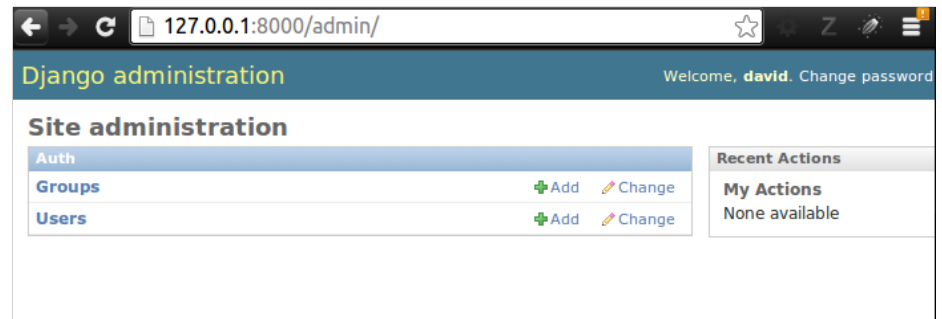 127.0.0.1:8000/admin/
Django administration
Welcome, david. Change password
Site administration
Auth
Groups Add Change
Users Add Change
Recent Actions
My Actions
None available